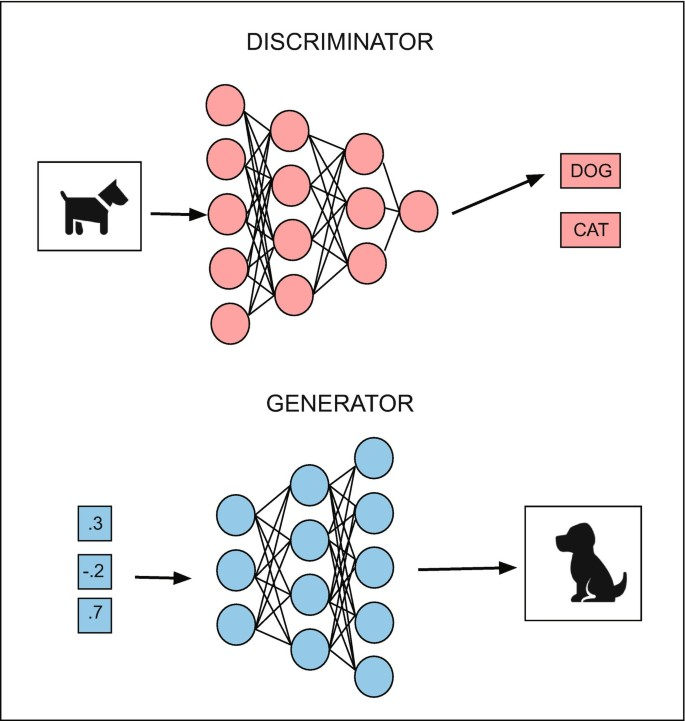 DISCRIMINATOR
DOG
CAT
GENERATOR
.3
-.2
.7